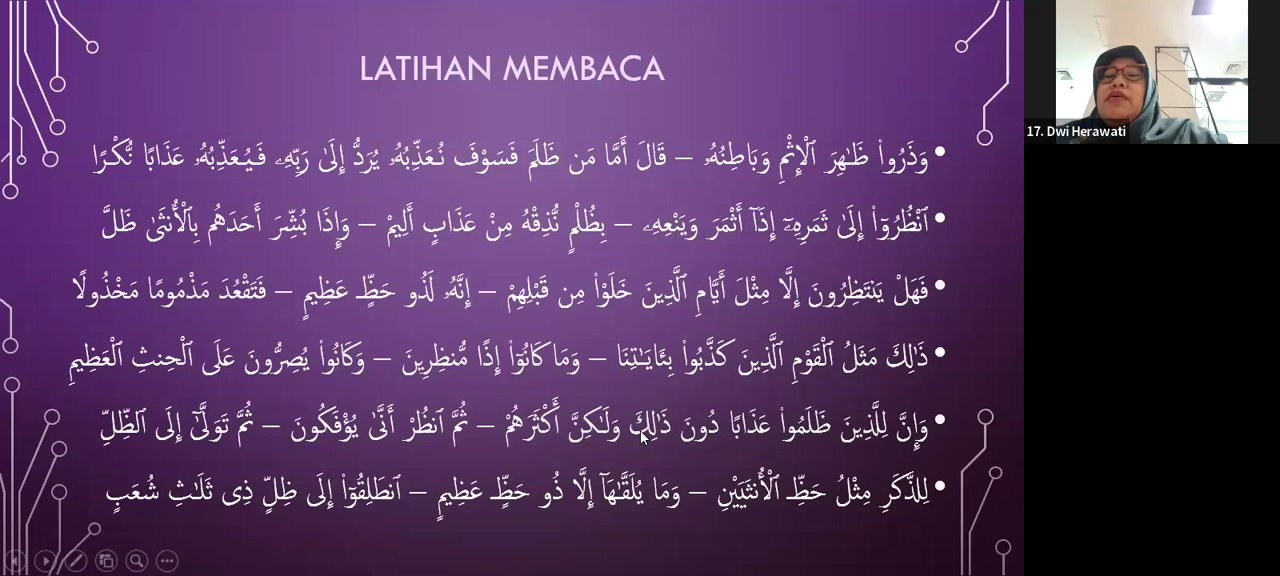 LATIHAN MEMBACA
وَذَرُوا۟ ظَـٰهِرَ ٱلْإِثْمِ وَبَاطِنَهُۥ – قَالَ أَمَّا مَن ظَلَمَ فَسَوْفَ نُعَذِّبُهُۥ يُرَدُّ إِلَىٰ رَبِّهِۦ فَيُعَذِّبُهُۥ عَذَابًا نُّكْرًا
ٱنْظُرُوٓا۟ إِلَىٰ ثَمَرِهِۦٓ إِذَآ أَثْمَرَ وَيَنْعِهِۦ – بِظُلْمٍ نُّذِقْهُ مِنْ عَذَابٍ أَلِيمْ – وَإِذَا بُشِّرَ أَحَدَهُم بِٱلْأُنثَىٰ ظَلَّ
فَهَلْ يَنتَظِرُونَ إِلَّا مِثْلَ أَيَّامِ ٱلَّذِينَ خَلَوْا۟ مِن قَبْلِهِمْ – إِنَّهُۥ لَذُو حَظٍّ عَظِيمٍ – فَتَقْعُدَ مَذْمُومًا مَخْذُولًا
ذَٰلِكَ مَثَلُ ٱلْقَوْمِ ٱلَّذِينَ كَذَّبُوا۟ بِـَٔايَـٰتِنَا – وَمَا كَانُوٓا۟ إِذًا مُّنظِرِينَ – وَكَانُوا۟ يُصِرُّونَ عَلَى ٱلْحِنثِ ٱلْعَظِيمِ
وَإِنَّ لِلَّذِينَ ظَلَمُوا۟ عَذَابًا دُونَ ذَٰلِكَ وَلَـٰكِنَّ أَكْثَرَهُمْ – ثُمَّ ٱنظُرْ أَنَّىٰ يُؤْفَكُونَ – ثُمَّ تَوَلَّىٰٓ إِلَى ٱلظِّلِّ
لِلذَّكَرِ مِثْلُ حَظِّ ٱلْأُنثَيَيْنِ – وَمَا يُلَقَّىٰهَآ إِلَّا ذُو حَظٍّ عَظِيمٍ – ٱنطَلِقُوٓا۟ إِلَى ظِلٍّ ذِى ثَلَـٰثِ شُعَبٍ
17. Dwi Herawati